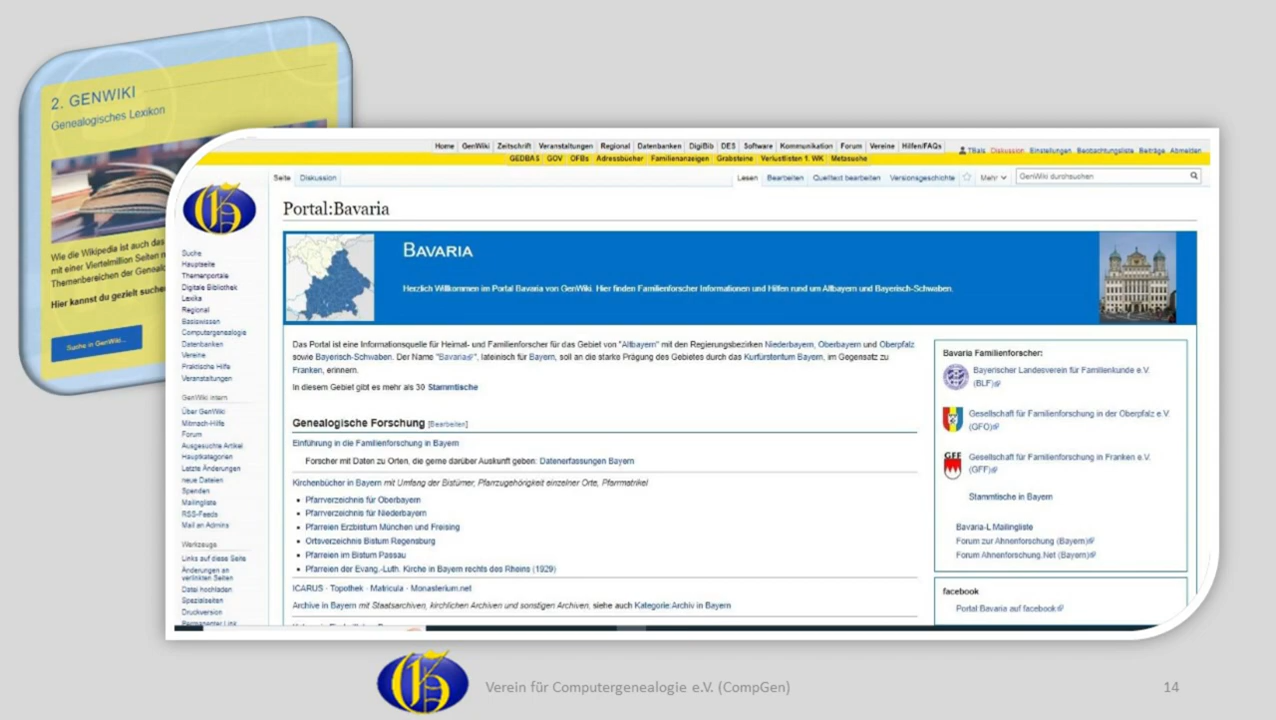 2. GENWIKI
Genealogisches Lexikon
Wie die Wikipedia ist auch das
mit einer Viertelmillion Seiten
Themenbereichen der Geneal
Hier kannst du gezielt suche
Suche in GenWiki...
Home GenWiki Zeitschrift Veranstaltungen Regional Datenbanken DigiBib DES Software Kommunikation Forum Vereine Hilfen/FAQs
GEDBAS GOV OFBs Adressbücher Familienanzeigen Grabsteine Verlustlisten 1. WK Metasuche
TBals Diskussion Einstellungen Beobachtungsliste Beiträge Abmelden
Seite Diskussion
Lesen Bearbeiten Quelltext bearbeiten Versionsgeschichte Mehr GenWiki durchsuchen
Portal:Bavaria
BAVARIA
Herzlich Willkommen im Portal Bavaria von GenWiki. Hier finden Familienforscher Informationen und Hilfen rund um Altbayern und Bayerisch-Schwaben.
Suche
Hauptseite
Themenportale
Digitale Bibliothek
Lexika
Regional
Basiswissen
Computergenealogie
Datenbanken
Vereine
Praktische Hilfe
Veranstaltungen
GenWiki intern
Über GenWiki
Mitmach-Hilfe
Forum
Ausgesuchte Artikel
Hauptkategorien
Letzte Änderungen
neue Dateien
Spenden
Mailingliste
RSS-Feeds
Mail an Admins
Werkzeuge
Links auf diese Seite
Änderungen an
verlinkten Seiten
Datei hochladen
Spezialseiten
Druckversion
Permanenter Link
Das Portal ist eine Informationsquelle für Heimat- und Familienforscher für das Gebiet von "Altbayern" mit den Regierungsbezirken Niederbayern, Oberbayern und Oberpfalz
sowie Bayerisch-Schwaben. Der Name "Bavaria", lateinisch für Bayern, soll an die starke Prägung des Gebietes durch das Kurfürstentum Bayern, im Gegensatz zu
Franken, erinnern.
In diesem Gebiet gibt es mehr als 30 Stammtische
Genealogische Forschung [Bearbeiten]
Einführung in die Familienforschung in Bayern
Forscher mit Daten zu Orten, die gerne darüber Auskunft geben: Datenerfassungen Bayern
Kirchenbücher in Bayern mit Umfang der Bistümer, Pfarrzugehörigkeit einzelner Orte, Pfarrmatrikel
Pfarrverzeichnis für Oberbayern
Pfarrverzeichnis für Niederbayern
Pfarreien Erzbistum München und Freising
Ortsverzeichnis Bistum Regensburg
Pfarreien im Bistum Passau
Pfarreien der Evang.-Luth. Kirche in Bayern rechts des Rheins (1929)
ICARUS · Topothek · Matricula · Monasterium.net
Archive in Bayern mit Staatsarchiven, kirchlichen Archiven und sonstigen Archiven, siehe auch Kategorie:Archiv in Bayern
Bavaria Familienforscher:
Bayerischer Landesverein für Familienkunde e.V.
(BLF)
Gesellschaft für Familienforschung in der Oberpfalz e.V.
(GFO)
GFF
Gesellschaft für Familienforschung in Franken e.V.
(GFF)
Stammtische in Bayern
Bavaria-L Mailingliste
Forum zur Ahnenforschung (Bayern)
Forum Ahnenforschung.Net (Bayern)
facebook
Portal Bavaria auf facebook
Verein für Computergenealogie e.V. (CompGen)
14